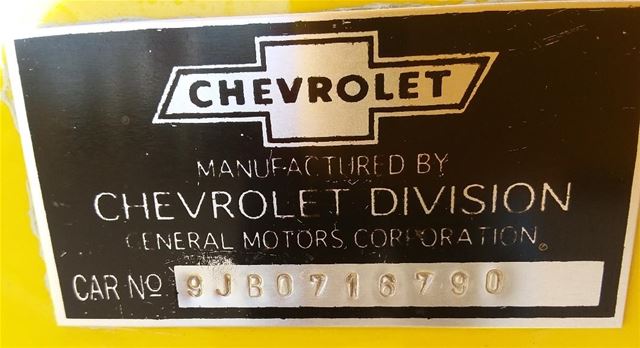 CHEVROLET
MANUFACTURED BY
CHEVROLET DIVISION
GENERAL MOTORS CORPORATION
CAR Nº 9JB0716790